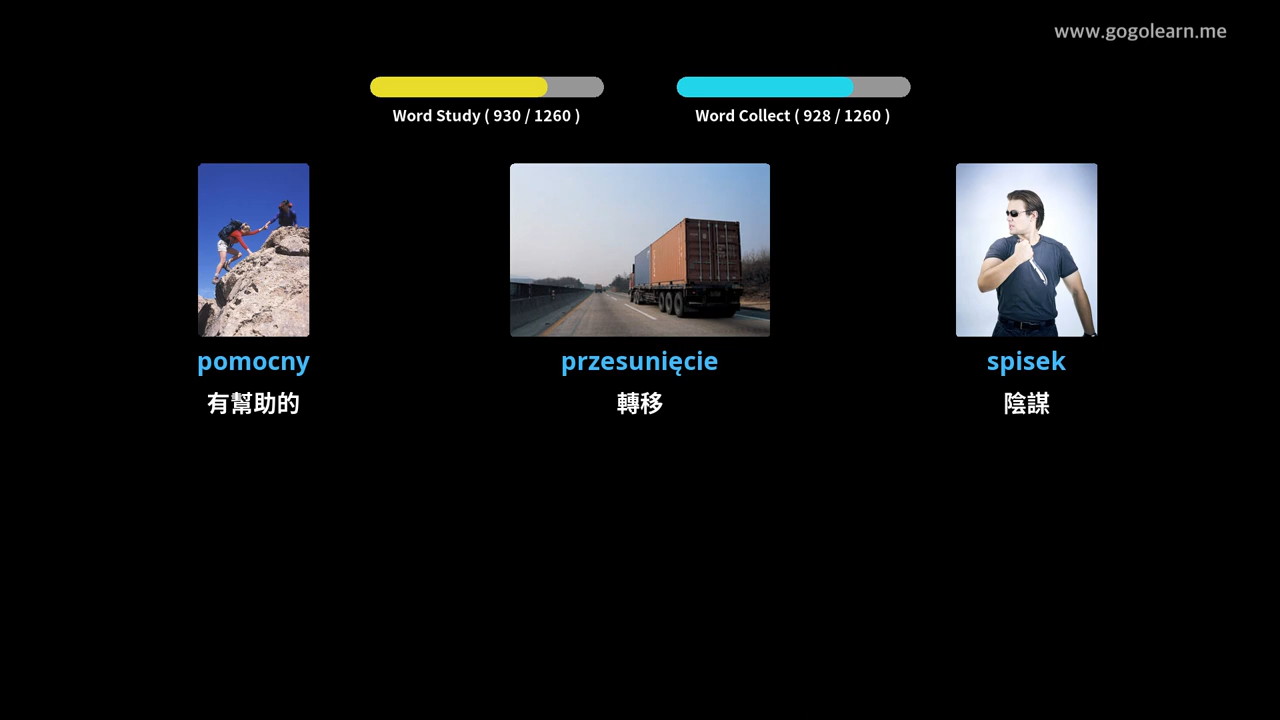 www.gogolearn.me
Word Study ( 930 / 1260 )
Word Collect ( 928 / 1260 )
pomocny
przesunięcie
spisek
有幫助的
轉移
陰謀